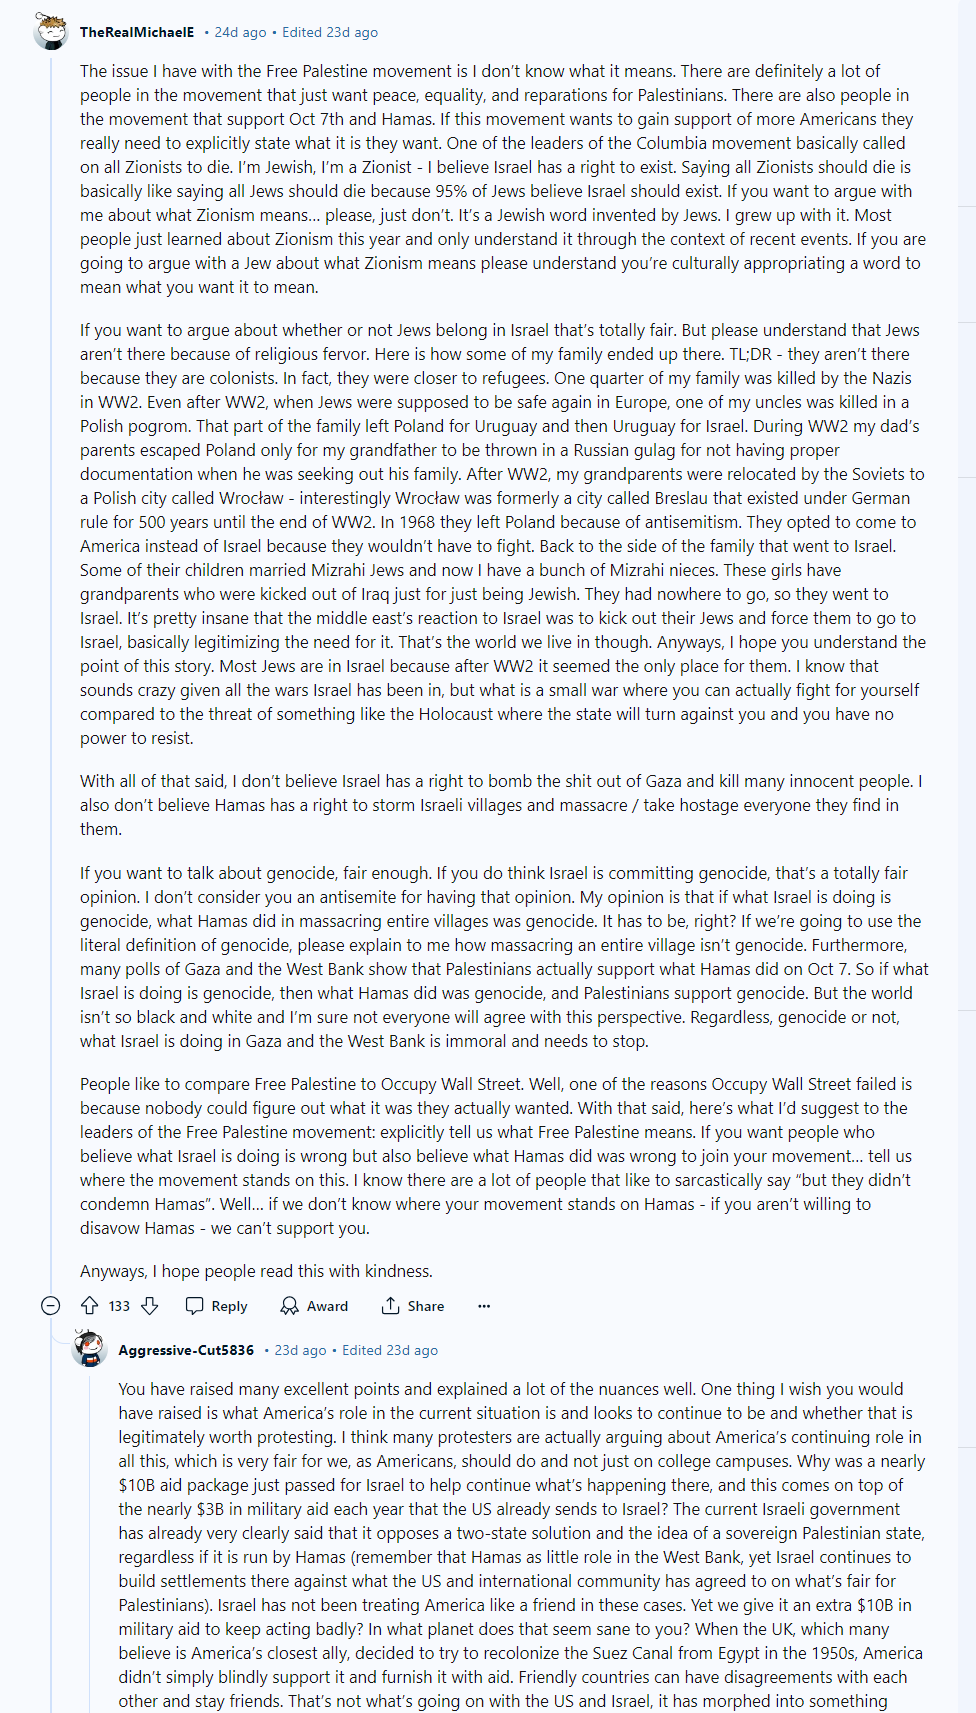 TheRealMichaelE • 24d ago • Edited 23d ago
The issue I have with the Free Palestine movement is I don’t know what it means. There are definitely a lot of
people in the movement that just want peace, equality, and reparations for Palestinians. There are also people in
the movement that support Oct 7th and Hamas. If this movement wants to gain support of more Americans they
really need to explicitly state what it is they want. One of the leaders of the Columbia movement basically called
on all Zionists to die. I’m Jewish, I’m a Zionist - I believe Israel has a right to exist. Saying all Zionists should die is
basically like saying all Jews should die because 95% of Jews believe Israel should exist. If you want to argue with
me about what Zionism means... please, just don’t. It’s a Jewish word invented by Jews. I grew up with it. Most
people just learned about Zionism this year and only understand it through the context of recent events. If you are
going to argue with a Jew about what Zionism means please understand you’re culturally appropriating a word to
mean what you want it to mean.
If you want to argue about whether or not Jews belong in Israel that’s totally fair. But please understand that Jews
aren’t there because of religious fervor. Here is how some of my family ended up there. TL;DR - they aren’t there
because they are colonists. In fact, they were closer to refugees. One quarter of my family was killed by the Nazis
in WW2. Even after WW2, when Jews were supposed to be safe again in Europe, one of my uncles was killed in a
Polish pogrom. That part of the family left Poland for Uruguay and then Uruguay for Israel. During WW2 my dad’s
parents escaped Poland only for my grandfather to be thrown in a Russian gulag for not having proper
documentation when he was seeking out his family. After WW2, my grandparents were relocated by the Soviets to
a Polish city called Wrocław - interestingly Wrocław was formerly a city called Breslau that existed under German
rule for 500 years until the end of WW2. In 1968 they left Poland because of antisemitism. They opted to come to
America instead of Israel because they wouldn’t have to fight. Back to the side of the family that went to Israel.
Some of their children married Mizrahi Jews and now I have a bunch of Mizrahi nieces. These girls have
grandparents who were kicked out of Iraq just for just being Jewish. They had nowhere to go, so they went to
Israel. It’s pretty insane that the middle east’s reaction to Israel was to kick out their Jews and force them to go to
Israel, basically legitimizing the need for it. That’s the world we live in though. Anyways, I hope you understand the
point of this story. Most Jews are in Israel because after WW2 it seemed the only place for them. I know that
sounds crazy given all the wars Israel has been in, but what is a small war where you can actually fight for yourself
compared to the threat of something like the Holocaust where the state will turn against you and you have no
power to resist.
With all of that said, I don’t believe Israel has a right to bomb the shit out of Gaza and kill many innocent people. I
also don’t believe Hamas has a right to storm Israeli villages and massacre / take hostage everyone they find in
them.
If you want to talk about genocide, fair enough. If you do think Israel is committing genocide, that’s a totally fair
opinion. I don’t consider you an antisemite for having that opinion. My opinion is that if what Israel is doing is
genocide, what Hamas did in massacring entire villages was genocide. It has to be, right? If we’re going to use the
literal definition of genocide, please explain to me how massacring an entire village isn’t genocide. Furthermore,
many polls of Gaza and the West Bank show that Palestinians actually support what Hamas did on Oct 7. So if what
Israel is doing is genocide, then what Hamas did was genocide, and Palestinians support genocide. But the world
isn’t so black and white and I’m sure not everyone will agree with this perspective. Regardless, genocide or not,
what Israel is doing in Gaza and the West Bank is immoral and needs to stop.
People like to compare Free Palestine to Occupy Wall Street. Well, one of the reasons Occupy Wall Street failed is
because nobody could figure out what it was they actually wanted. With that said, here’s what I’d suggest to the
leaders of the Free Palestine movement: explicitly tell us what Free Palestine means. If you want people who
believe what Israel is doing is wrong but also believe what Hamas did was wrong to join your movement... tell us
where the movement stands on this. I know there are a lot of people that like to sarcastically say “but they didn’t
condemn Hamas”. Well... if we don’t know where your movement stands on Hamas - if you aren’t willing to
disavow Hamas - we can’t support you.
Anyways, I hope people read this with kindness.
133 Reply Award Share ...
Aggressive-Cut5836 • 23d ago • Edited 23d ago
You have raised many excellent points and explained a lot of the nuances well. One thing I wish you would
have raised is what America’s role in the current situation is and looks to continue to be and whether that is
legitimately worth protesting. I think many protesters are actually arguing about America’s continuing role in
all this, which is very fair for we, as Americans, should do and not just on college campuses. Why was a nearly
$10B aid package just passed for Israel to help continue what’s happening there, and this comes on top of
the nearly $3B in military aid each year that the US already sends to Israel? The current Israeli government
has already very clearly said that it opposes a two-state solution and the idea of a sovereign Palestinian state,
regardless if it is run by Hamas (remember that Hamas as little role in the West Bank, yet Israel continues to
build settlements there against what the US and international community has agreed to on what’s fair for
Palestinians). Israel has not been treating America like a friend in these cases. Yet we give it an extra $10B in
military aid to keep acting badly? In what planet does that seem sane to you? When the UK, which many
believe is America’s closest ally, decided to try to recolonize the Suez Canal from Egypt in the 1950s, America
didn’t simply blindly support it and furnish it with aid. Friendly countries can have disagreements with each
other and stay friends. That’s not what’s going on with the US and Israel, it has morphed into something